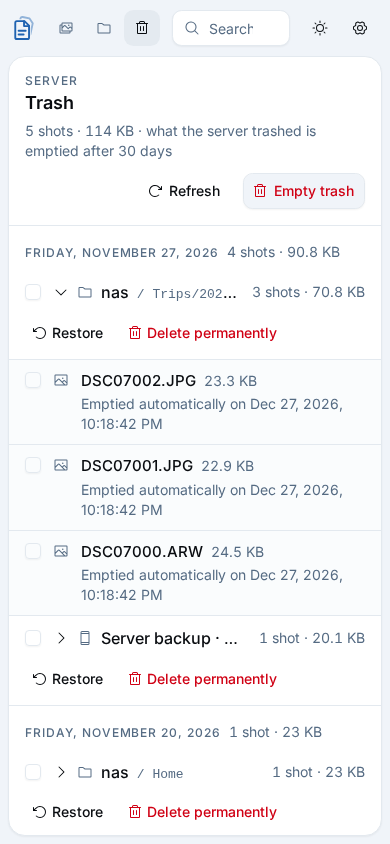 Search
SERVER
Trash
5 shots · 114 KB · what the server trashed is
emptied after 30 days
Refresh
Empty trash
FRIDAY, NOVEMBER 27, 2026 4 shots · 90.8 KB
nas / Trips/202... 3 shots · 70.8 KB
Restore Delete permanently
DSC07002.JPG 23.3 KB
Emptied automatically on Dec 27, 2026,
10:18:42 PM
DSC07001.JPG 22.9 KB
Emptied automatically on Dec 27, 2026,
10:18:42 PM
DSC07000.ARW 24.5 KB
Emptied automatically on Dec 27, 2026,
10:18:42 PM
Server backup · ... 1 shot · 20.1 KB
Restore Delete permanently
FRIDAY, NOVEMBER 20, 2026 1 shot · 23 KB
nas / Home 1 shot · 23 KB
Restore Delete permanently